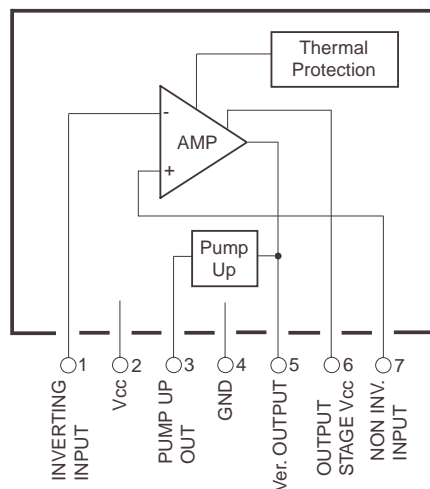 Thermal
Protection
-
AMP
+
Pump
Up
1
2
3
4
5
6
7
INVERTING
INPUT
Vcc
PUMP UP
OUT
GND
Ver. OUTPUT
OUTPUT
STAGE Vcc
NON INV.
INPUT